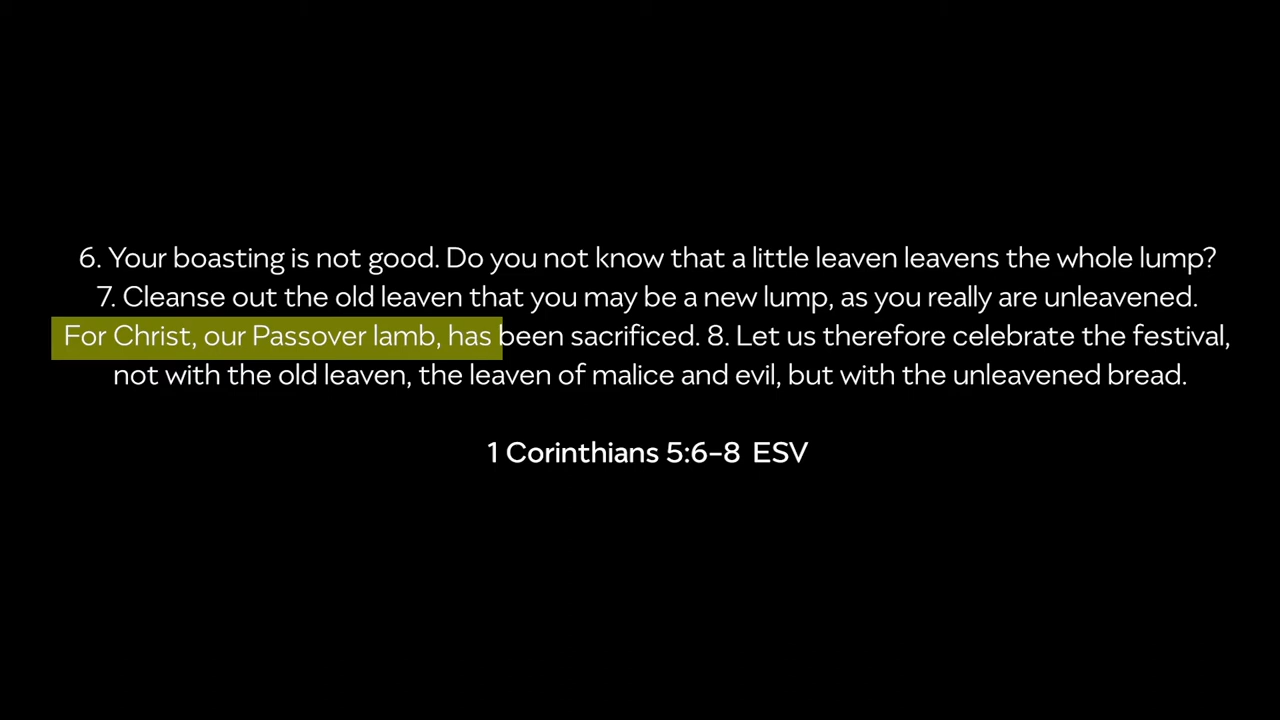 6. Your boasting is not good. Do you not know that a little leaven leavens the whole lump?
7. Cleanse out the old leaven that you may be a new lump, as you really are unleavened.
For Christ, our Passover lamb, has been sacrificed. 8. Let us therefore celebrate the festival,
not with the old leaven, the leaven of malice and evil, but with the unleavened bread.
1 Corinthians 5:6–8 ESV